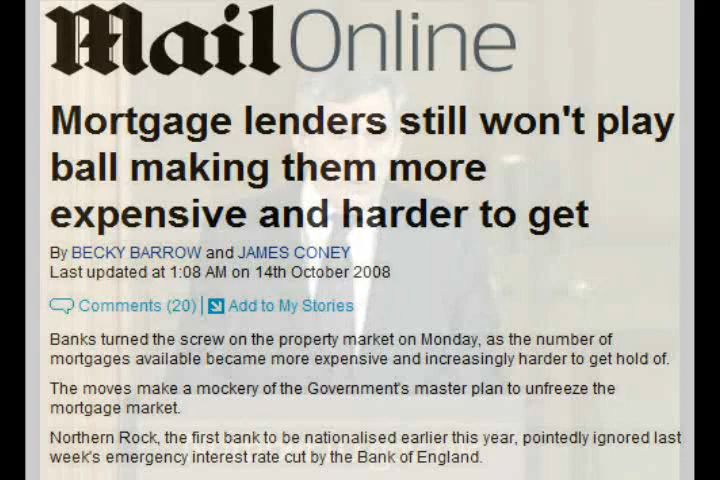 Mail Online
Mortgage lenders still won't play
ball making them more
expensive and harder to get
By BECKY BARROW and JAMES CONEY
Last updated at 1:08 AM on 14th October 2008
Comments (20) | Add to My Stories
Banks turned the screw on the property market on Monday, as the number of
mortgages available became more expensive and increasingly harder to get hold of.
The moves make a mockery of the Government's master plan to unfreeze the
mortgage market.
Northern Rock, the first bank to be nationalised earlier this year, pointedly ignored last
week's emergency interest rate cut by the Bank of England.